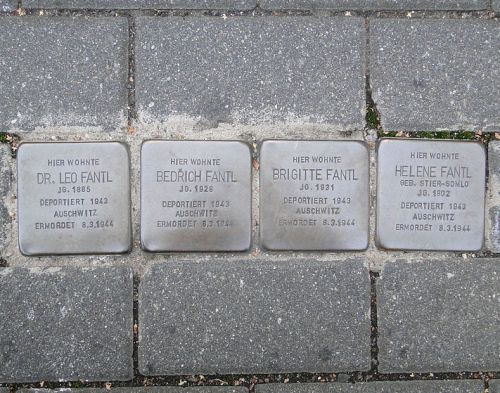 HIER WOHNTE
DR. LEO FANTL
JG. 1885
DEPORTIERT 1943
AUSCHWITZ
ERMORDET 8.3.1944
HIER WOHNTE
BEDŘICH FANTL
JG. 1928
DEPORTIERT 1943
AUSCHWITZ
ERMORDET 8.3.1944
HIER WOHNTE
BRIGITTE FANTL
JG. 1931
DEPORTIERT 1943
AUSCHWITZ
ERMORDET 8.3.1944
HIER WOHNTE
HELENE FANTL
GEB. STIER-SOMLO
JG. 1902
DEPORTIERT 1943
AUSCHWITZ
ERMORDET 8.3.1944